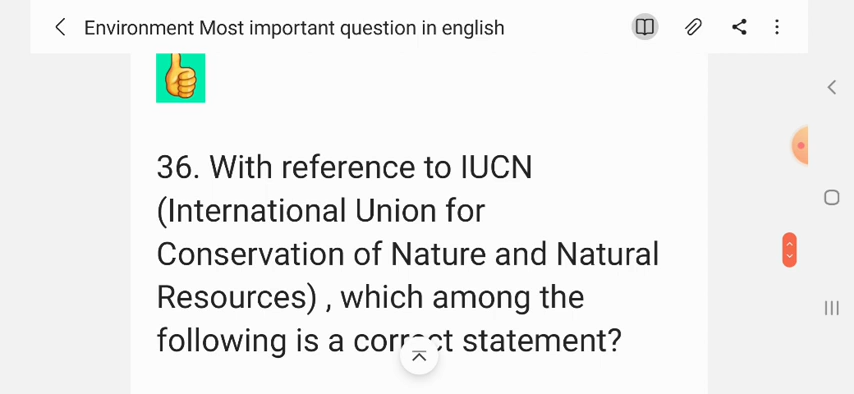 Environment Most important question in english
36. With reference to IUCN
(International Union for
Conservation of Nature and Natural
Resources) , which among the
following is a correct statement?